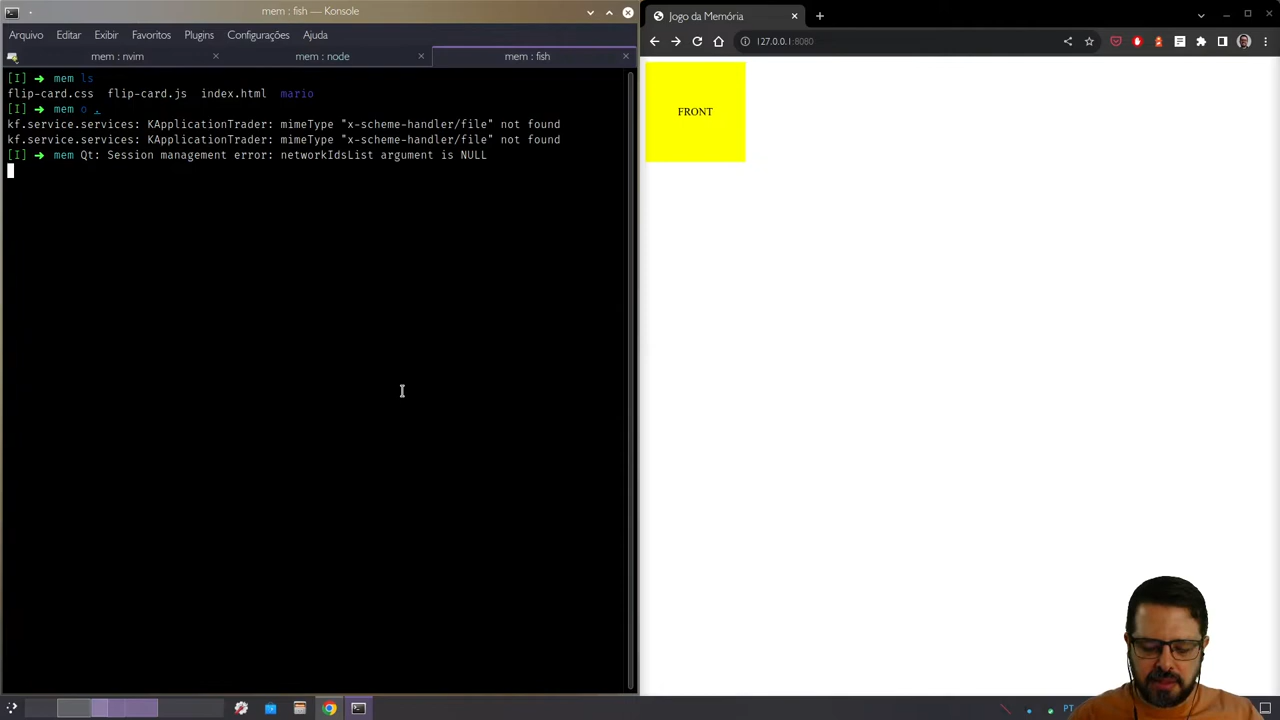 mem : fish — Konsole
Arquivo Editar Exibir Favoritos Plugins Configurações Ajuda
mem : nvim mem : node mem : fish
[I] ➜ mem ls
flip-card.css flip-card.js index.html mario
[I] ➜ mem o .
kf.service.services: KApplicationTrader: mimeType "x-scheme-handler/file" not found
kf.service.services: KApplicationTrader: mimeType "x-scheme-handler/file" not found
[I] ➜ mem Qt: Session management error: networkIdsList argument is NULL
Jogo da Memória
127.0.0.1:8080
FRONT
PT